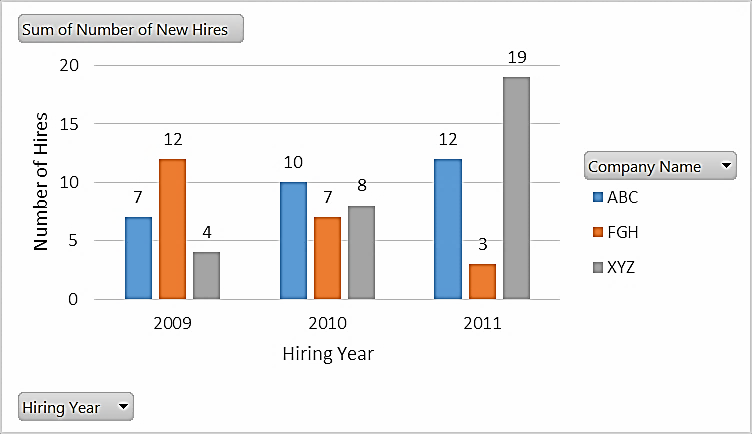 Sum of Number of New Hires
Number of Hires
20
15
10
5
0
7
12
4
10
7
8
12
3
19
2009
2010
2011
Hiring Year
Company Name
ABC
FGH
XYZ
Hiring Year